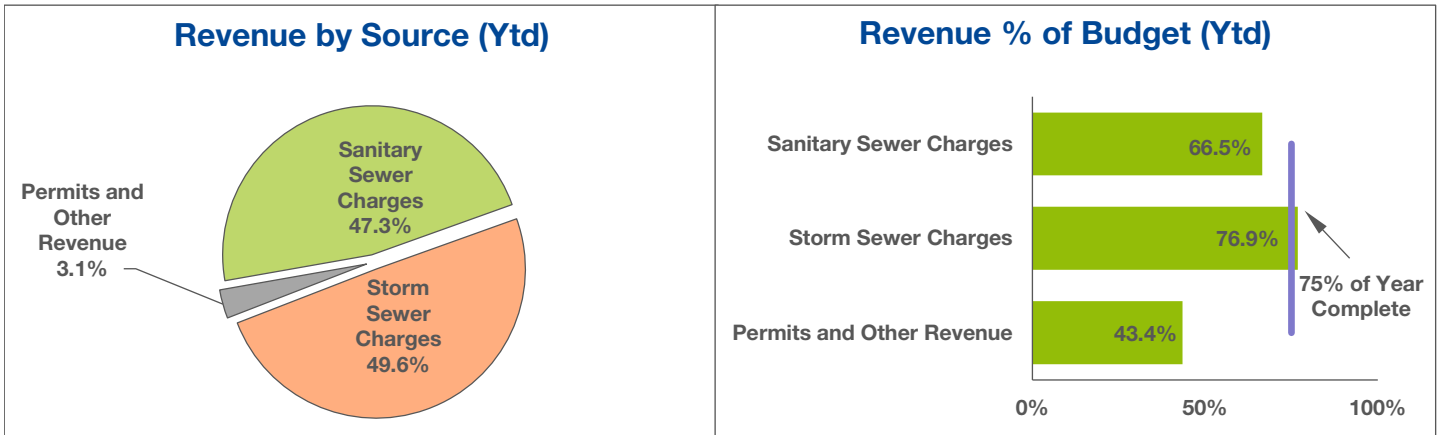 Revenue by Source (Ytd)
Sanitary
Sewer
Charges
47.3%
Permits and
Other
Revenue
3.1%
Storm
Sewer
Charges
49.6%
Revenue % of Budget (Ytd)
Sanitary Sewer Charges
66.5%
Storm Sewer Charges
76.9%
75% of Year
Complete
Permits and Other Revenue
43.4%
0%
50%
100%